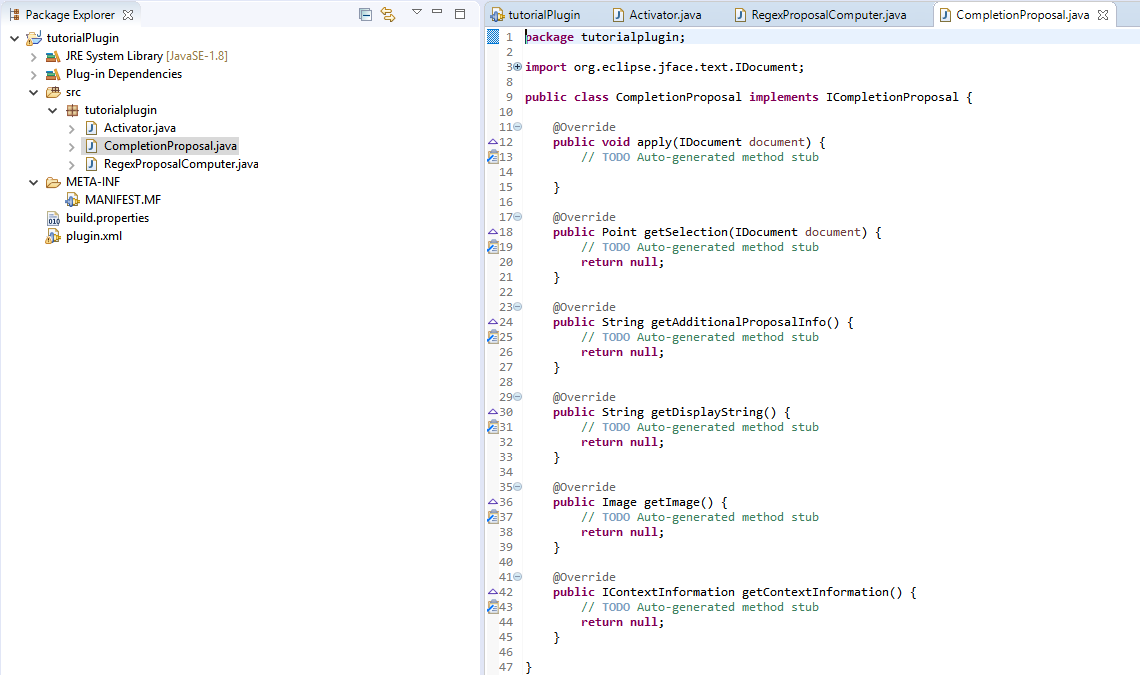 Package Explorer
tutorialPlugin
JRE System Library [JavaSE-1.8]
Plug-in Dependencies
src
tutorialplugin
Activator.java
CompletionProposal.java
RegexProposalComputer.java
META-INF
MANIFEST.MF
build.properties
plugin.xml
tutorialPlugin Activator.java RegexProposalComputer.java CompletionProposal.java
1 package tutorialplugin;
2
3 import org.eclipse.jface.text.IDocument;
8
9 public class CompletionProposal implements ICompletionProposal {
10
11 @Override
12 public void apply(IDocument document) {
13 // TODO Auto-generated method stub
14
15 }
16
17 @Override
18 public Point getSelection(IDocument document) {
19 // TODO Auto-generated method stub
20 return null;
21 }
22
23 @Override
24 public String getAdditionalProposalInfo() {
25 // TODO Auto-generated method stub
26 return null;
27 }
28
29 @Override
30 public String getDisplayString() {
31 // TODO Auto-generated method stub
32 return null;
33 }
34
35 @Override
36 public Image getImage() {
37 // TODO Auto-generated method stub
38 return null;
39 }
40
41 @Override
42 public IContextInformation getContextInformation() {
43 // TODO Auto-generated method stub
44 return null;
45 }
46
47 }